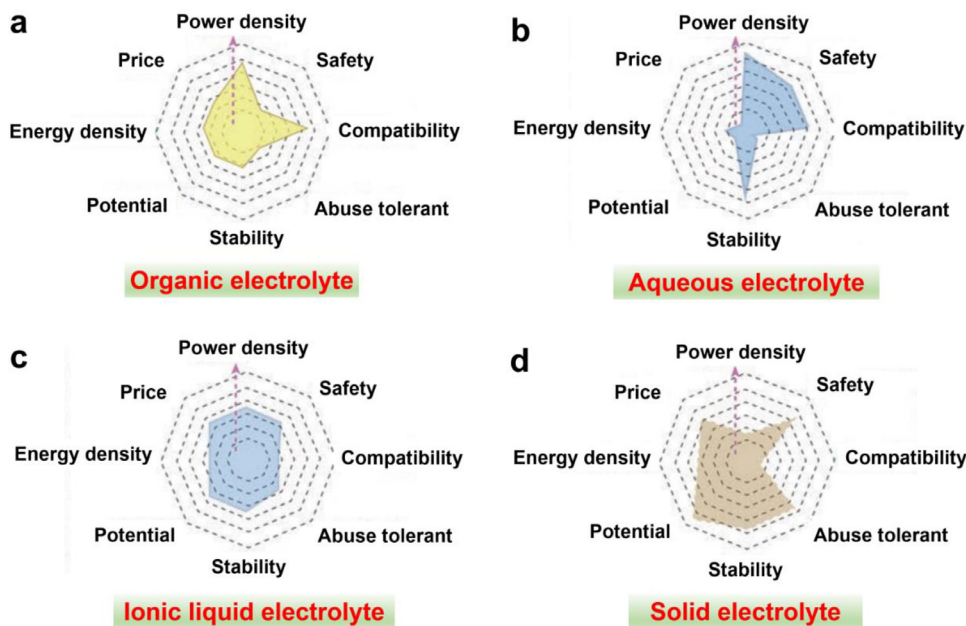 a
Power density
Price
Safety
Energy density
Compatibility
Potential
Abuse tolerant
Stability
Organic electrolyte
b
Power density
Price
Safety
Energy density
Compatibility
Potential
Abuse tolerant
Stability
Aqueous electrolyte
c
Power density
Price
Safety
Energy density
Compatibility
Potential
Abuse tolerant
Stability
Ionic liquid electrolyte
d
Power density
Price
Safety
Energy density
Compatibility
Potential
Abuse tolerant
Stability
Solid electrolyte